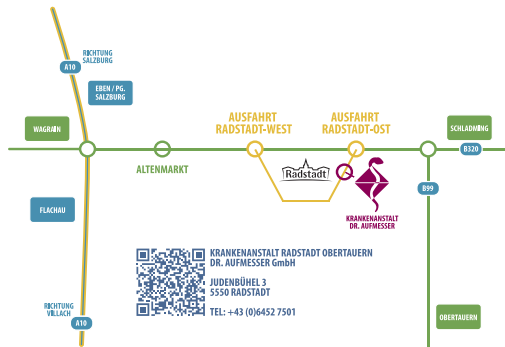 RICHTUNG
SALZBURG
A10
EBEN / PG.
SALZBURG
WAGRAIN
AUSFAHRT
RADSTADT-WEST
AUSFAHRT
RADSTADT-OST
SCHLADMING
B320
ALTENMARKT
Radstadt
B99
KRANKENANSTALT
DR. AUFMESSER
FLACHAU
KRANKENANSTALT RADSTADT OBERTAUERN
DR. AUFMESSER GmbH
JUDENBÜHEL 3
5550 RADSTADT
TEL: +43 (0)6452 7501
RICHTUNG
VILLACH
A10
OBERTAUERN